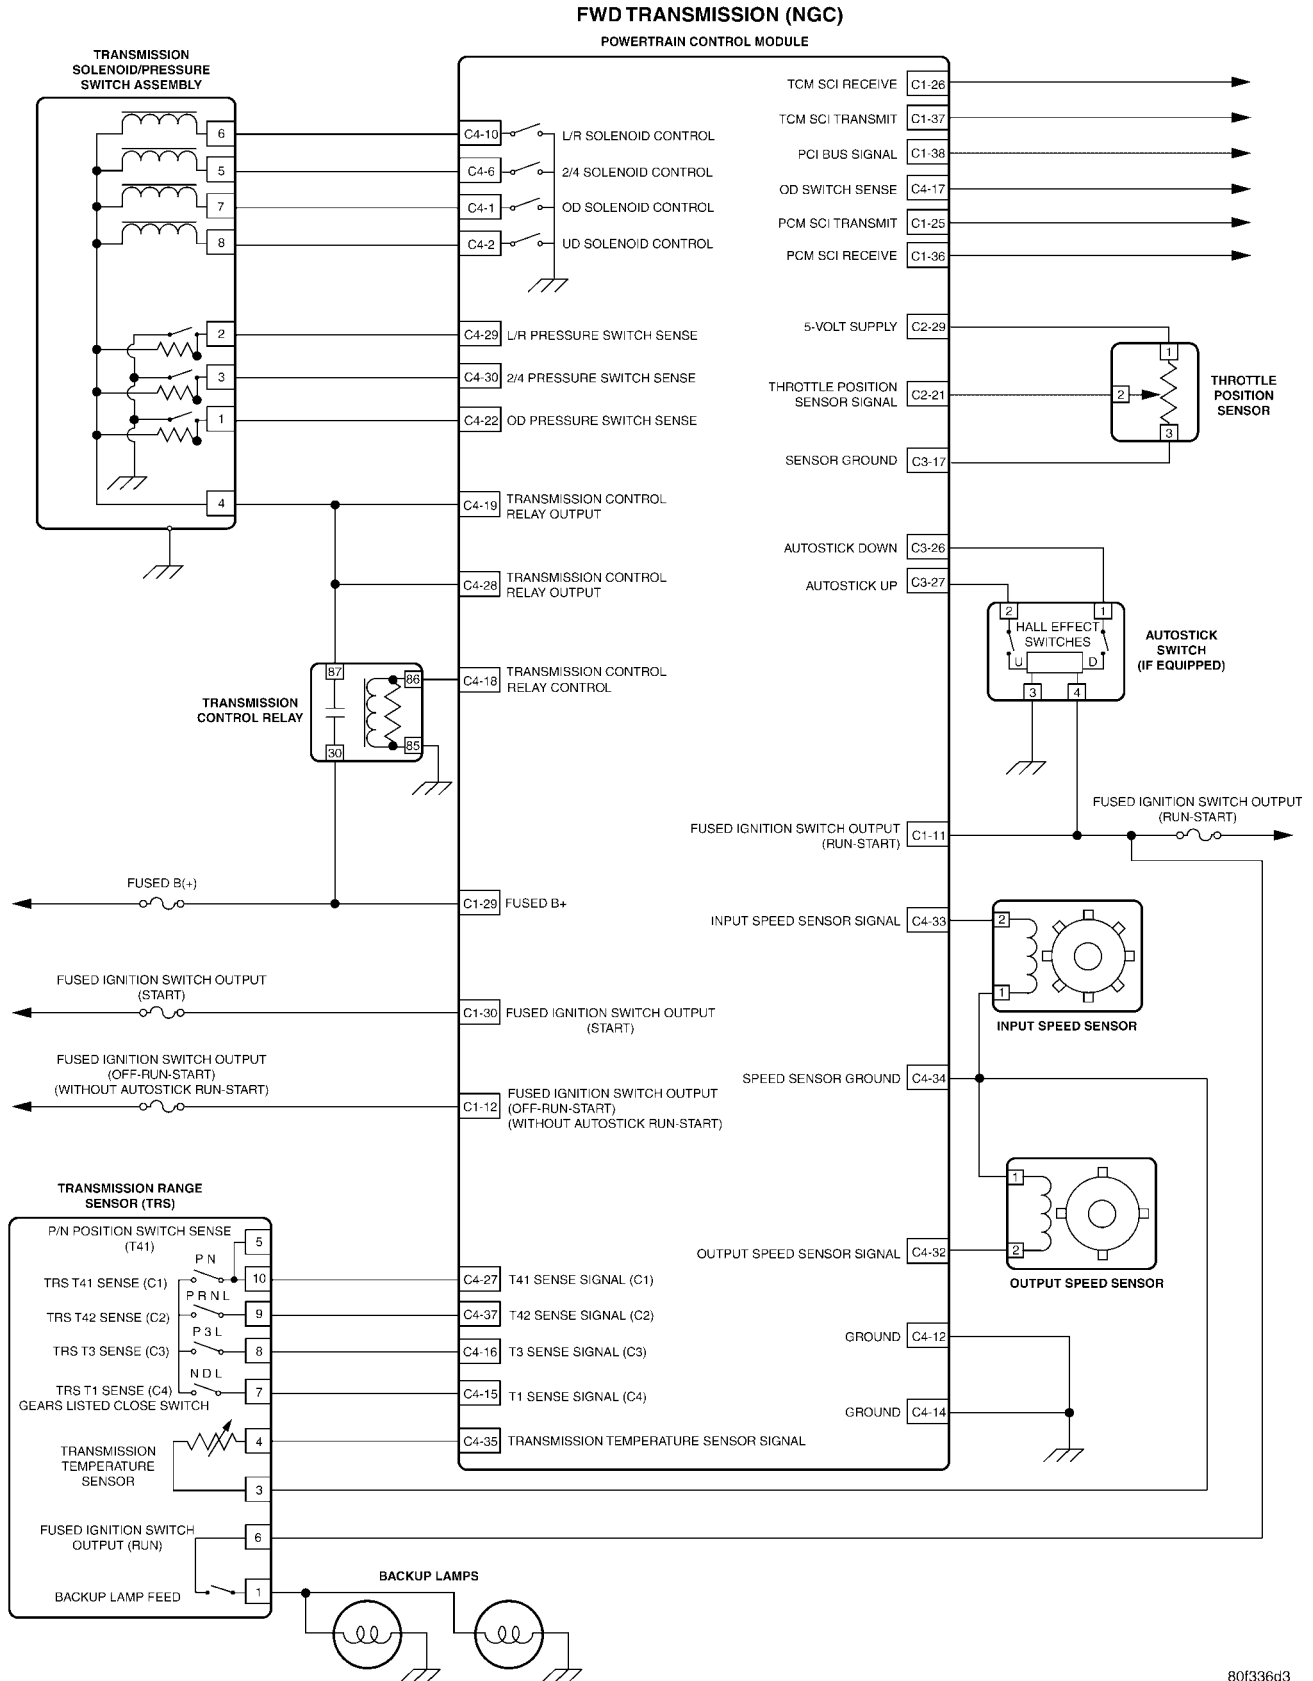 FWD TRANSMISSION (NGC)
POWERTRAIN CONTROL MODULE
TRANSMISSION
SOLENOID/PRESSURE
SWITCH ASSEMBLY
6
5
7
8
2
3
1
4
C4-10
L/R SOLENOID CONTROL
C4-6
2/4 SOLENOID CONTROL
C4-1
OD SOLENOID CONTROL
C4-2
UD SOLENOID CONTROL
C4-29
L/R PRESSURE SWITCH SENSE
C4-30
2/4 PRESSURE SWITCH SENSE
C4-22
OD PRESSURE SWITCH SENSE
C4-19
TRANSMISSION CONTROL
RELAY OUTPUT
C4-28
TRANSMISSION CONTROL
RELAY OUTPUT
C4-18
TRANSMISSION CONTROL
RELAY CONTROL
TRANSMISSION
CONTROL RELAY
87
86
30
85
FUSED B(+)
C1-29
FUSED B+
FUSED IGNITION SWITCH OUTPUT
(START)
C1-30
FUSED IGNITION SWITCH OUTPUT
(START)
FUSED IGNITION SWITCH OUTPUT
(OFF-RUN-START)
(WITHOUT AUTOSTICK RUN-START)
C1-12
FUSED IGNITION SWITCH OUTPUT
(OFF-RUN-START)
(WITHOUT AUTOSTICK RUN-START)
TRANSMISSION RANGE
SENSOR (TRS)
P/N POSITION SWITCH SENSE
(T41)
5
P N
TRS T41 SENSE (C1)
10
C4-27
T41 SENSE SIGNAL (C1)
P R N L
TRS T42 SENSE (C2)
9
C4-37
T42 SENSE SIGNAL (C2)
P 3 L
TRS T3 SENSE (C3)
8
C4-16
T3 SENSE SIGNAL (C3)
N D L
TRS T1 SENSE (C4)
7
C4-15
T1 SENSE SIGNAL (C4)
GEARS LISTED CLOSE SWITCH
TRANSMISSION
TEMPERATURE
SENSOR
4
C4-35
TRANSMISSION TEMPERATURE SENSOR SIGNAL
3
FUSED IGNITION SWITCH
OUTPUT (RUN)
6
BACKUP LAMP FEED
1
BACKUP LAMPS
TCM SCI RECEIVE
C1-26
TCM SCI TRANSMIT
C1-37
PCI BUS SIGNAL
C1-38
OD SWITCH SENSE
C4-17
PCM SCI TRANSMIT
C1-25
PCM SCI RECEIVE
C1-36
5-VOLT SUPPLY
C2-29
THROTTLE POSITION
SENSOR SIGNAL
C2-21
SENSOR GROUND
C3-17
1
2
3
THROTTLE
POSITION
SENSOR
AUTOSTICK DOWN
C3-26
AUTOSTICK UP
C3-27
2
1
HALL EFFECT
SWITCHES
U
D
3
4
AUTOSTICK
SWITCH
(IF EQUIPPED)
FUSED IGNITION SWITCH OUTPUT
(RUN-START)
FUSED IGNITION SWITCH OUTPUT
(RUN-START)
C1-11
INPUT SPEED SENSOR SIGNAL
C4-33
2
1
INPUT SPEED SENSOR
SPEED SENSOR GROUND
C4-34
1
2
OUTPUT SPEED SENSOR SIGNAL
C4-32
OUTPUT SPEED SENSOR
GROUND
C4-12
GROUND
C4-14
80f336d3